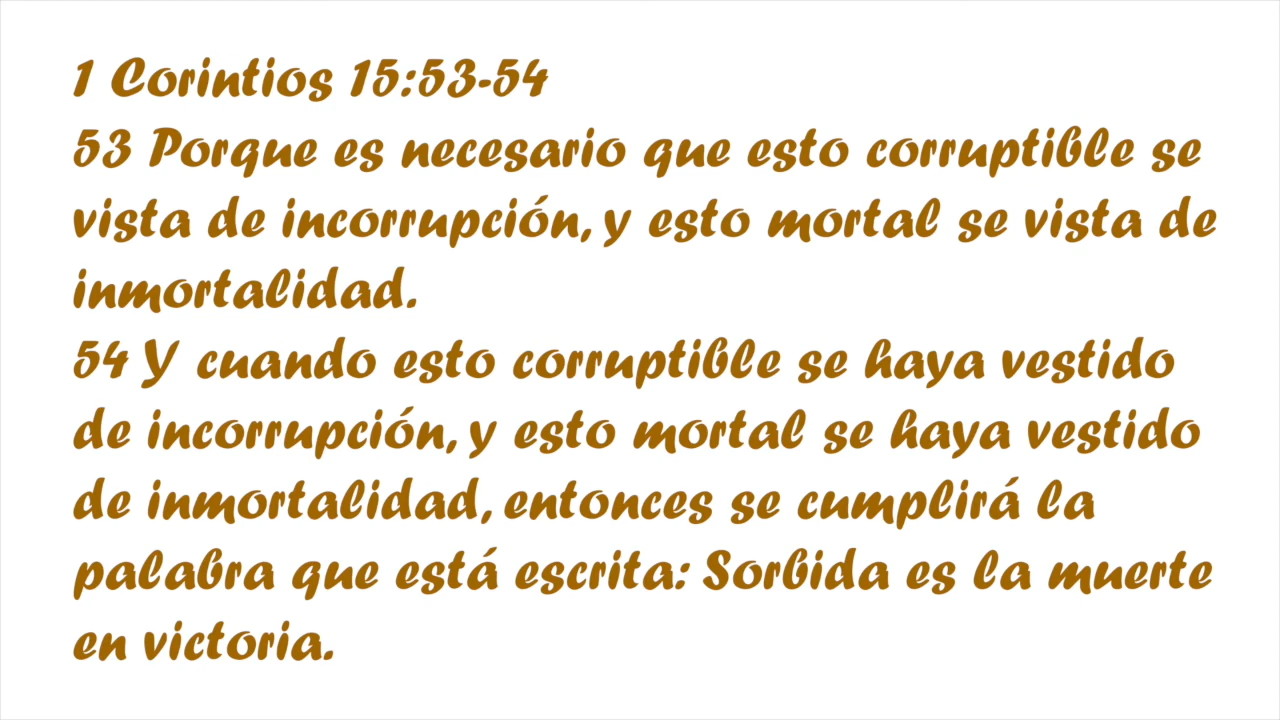 1 Corintios 15:53-54
53 Porque es necesario que esto corruptible se
vista de incorrupción, y esto mortal se vista de
inmortalidad.
54 Y cuando esto corruptible se haya vestido
de incorrupción, y esto mortal se haya vestido
de inmortalidad, entonces se cumplirá la
palabra que está escrita: Sorbida es la muerte
en victoria.